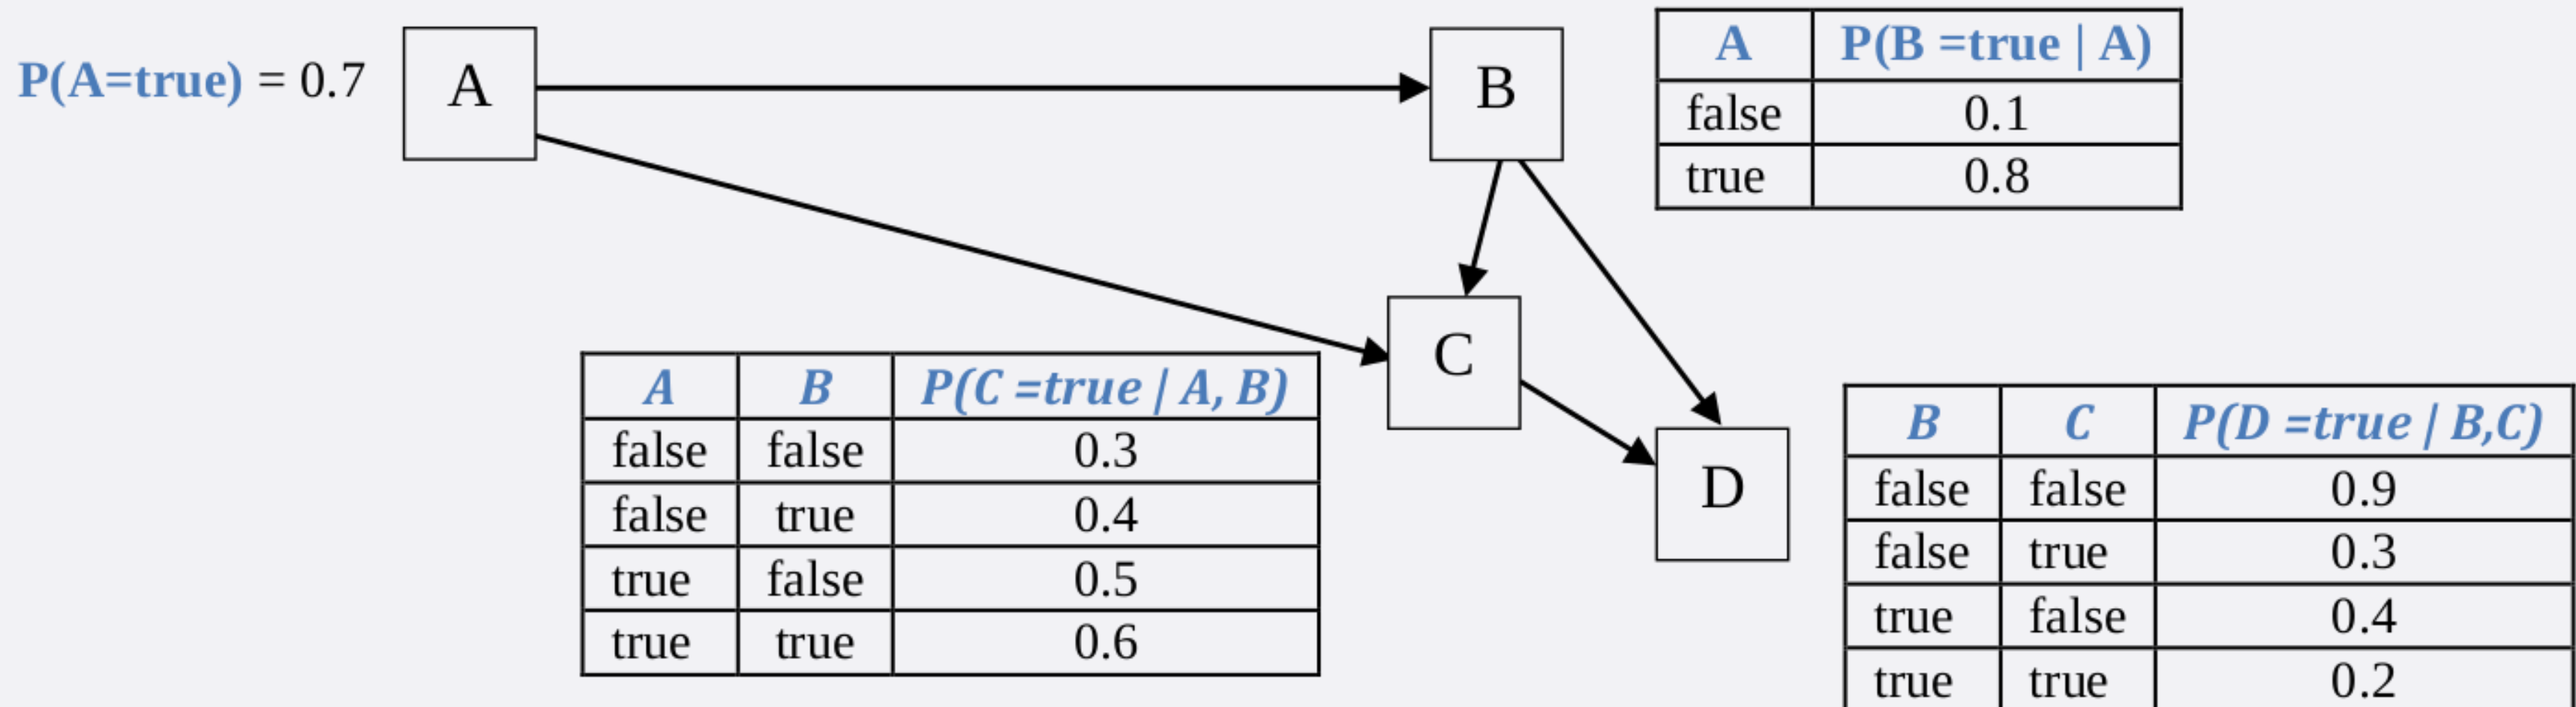 P(A=true) = 0.7
A
B
A P(B =true | A)
false 0.1
true 0.8
C
D
A B P(C =true | A, B)
false false 0.3
false true 0.4
true false 0.5
true true 0.6
B C P(D =true | B,C)
false false 0.9
false true 0.3
true false 0.4
true true 0.2